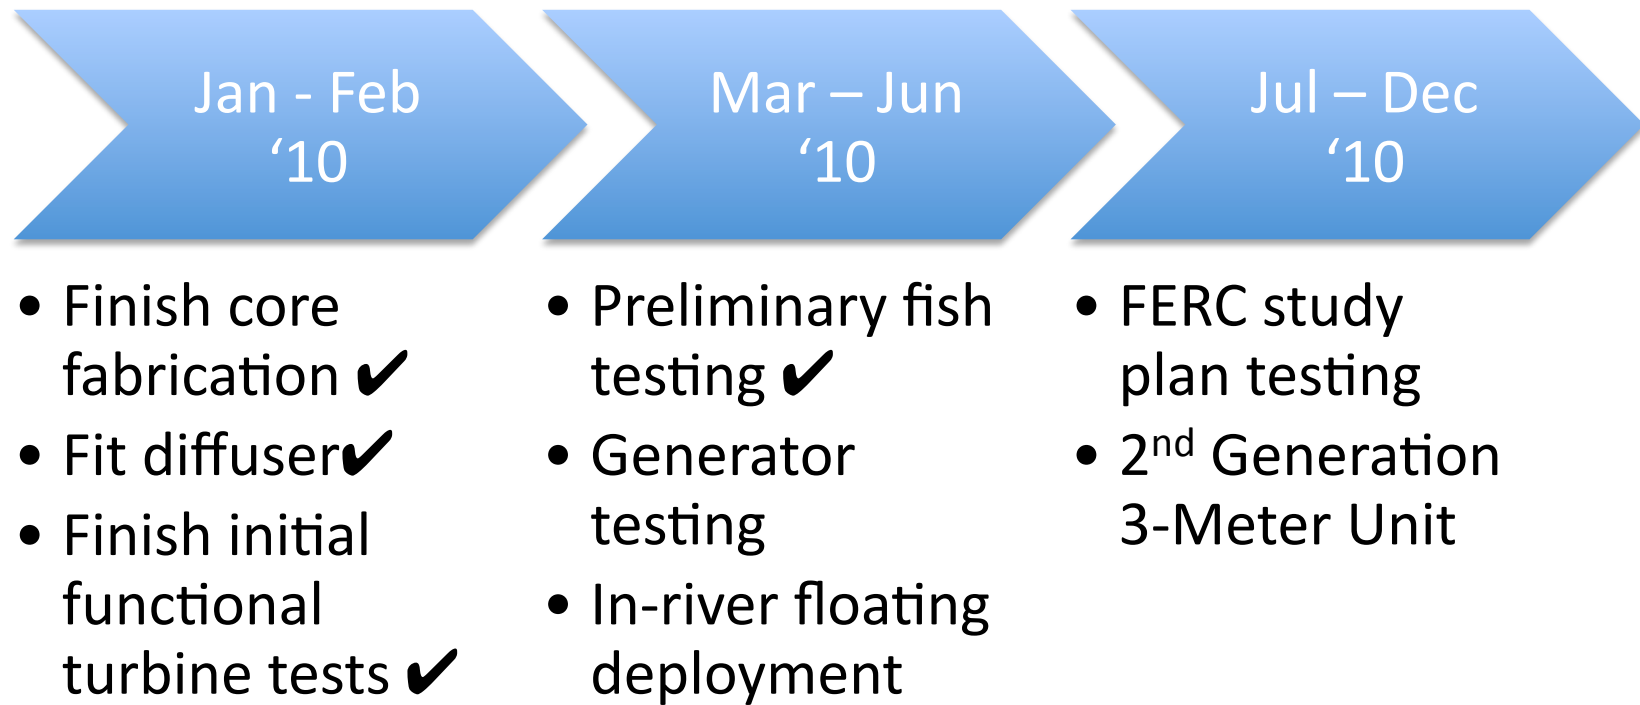 Jan - Feb
‘10
Mar – Jun
‘10
Jul – Dec
‘10
• Finish core
fabrication ✔
• Fit diffuser✔
• Finish initial
functional
turbine tests ✔
• Preliminary fish
testing ✔
• Generator
testing
• In-river floating
deployment
• FERC study
plan testing
• 2nd Generation
3-Meter Unit